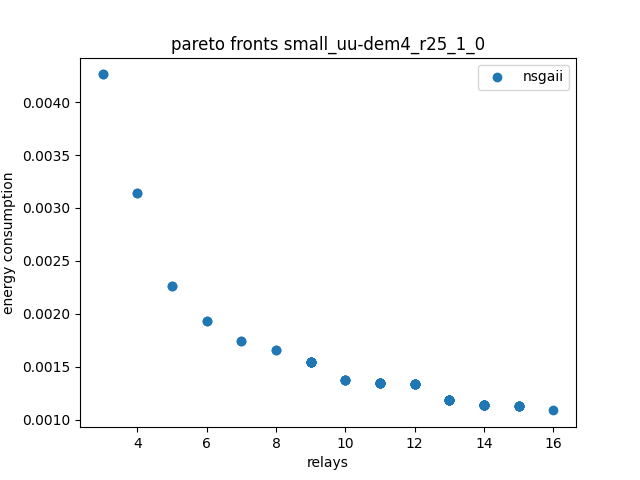 pareto fronts small_uu-dem4_r25_1_0
nsgaii
energy consumption
0.0040
0.0035
0.0030
0.0025
0.0020
0.0015
0.0010
4 6 8 10 12 14 16
relays